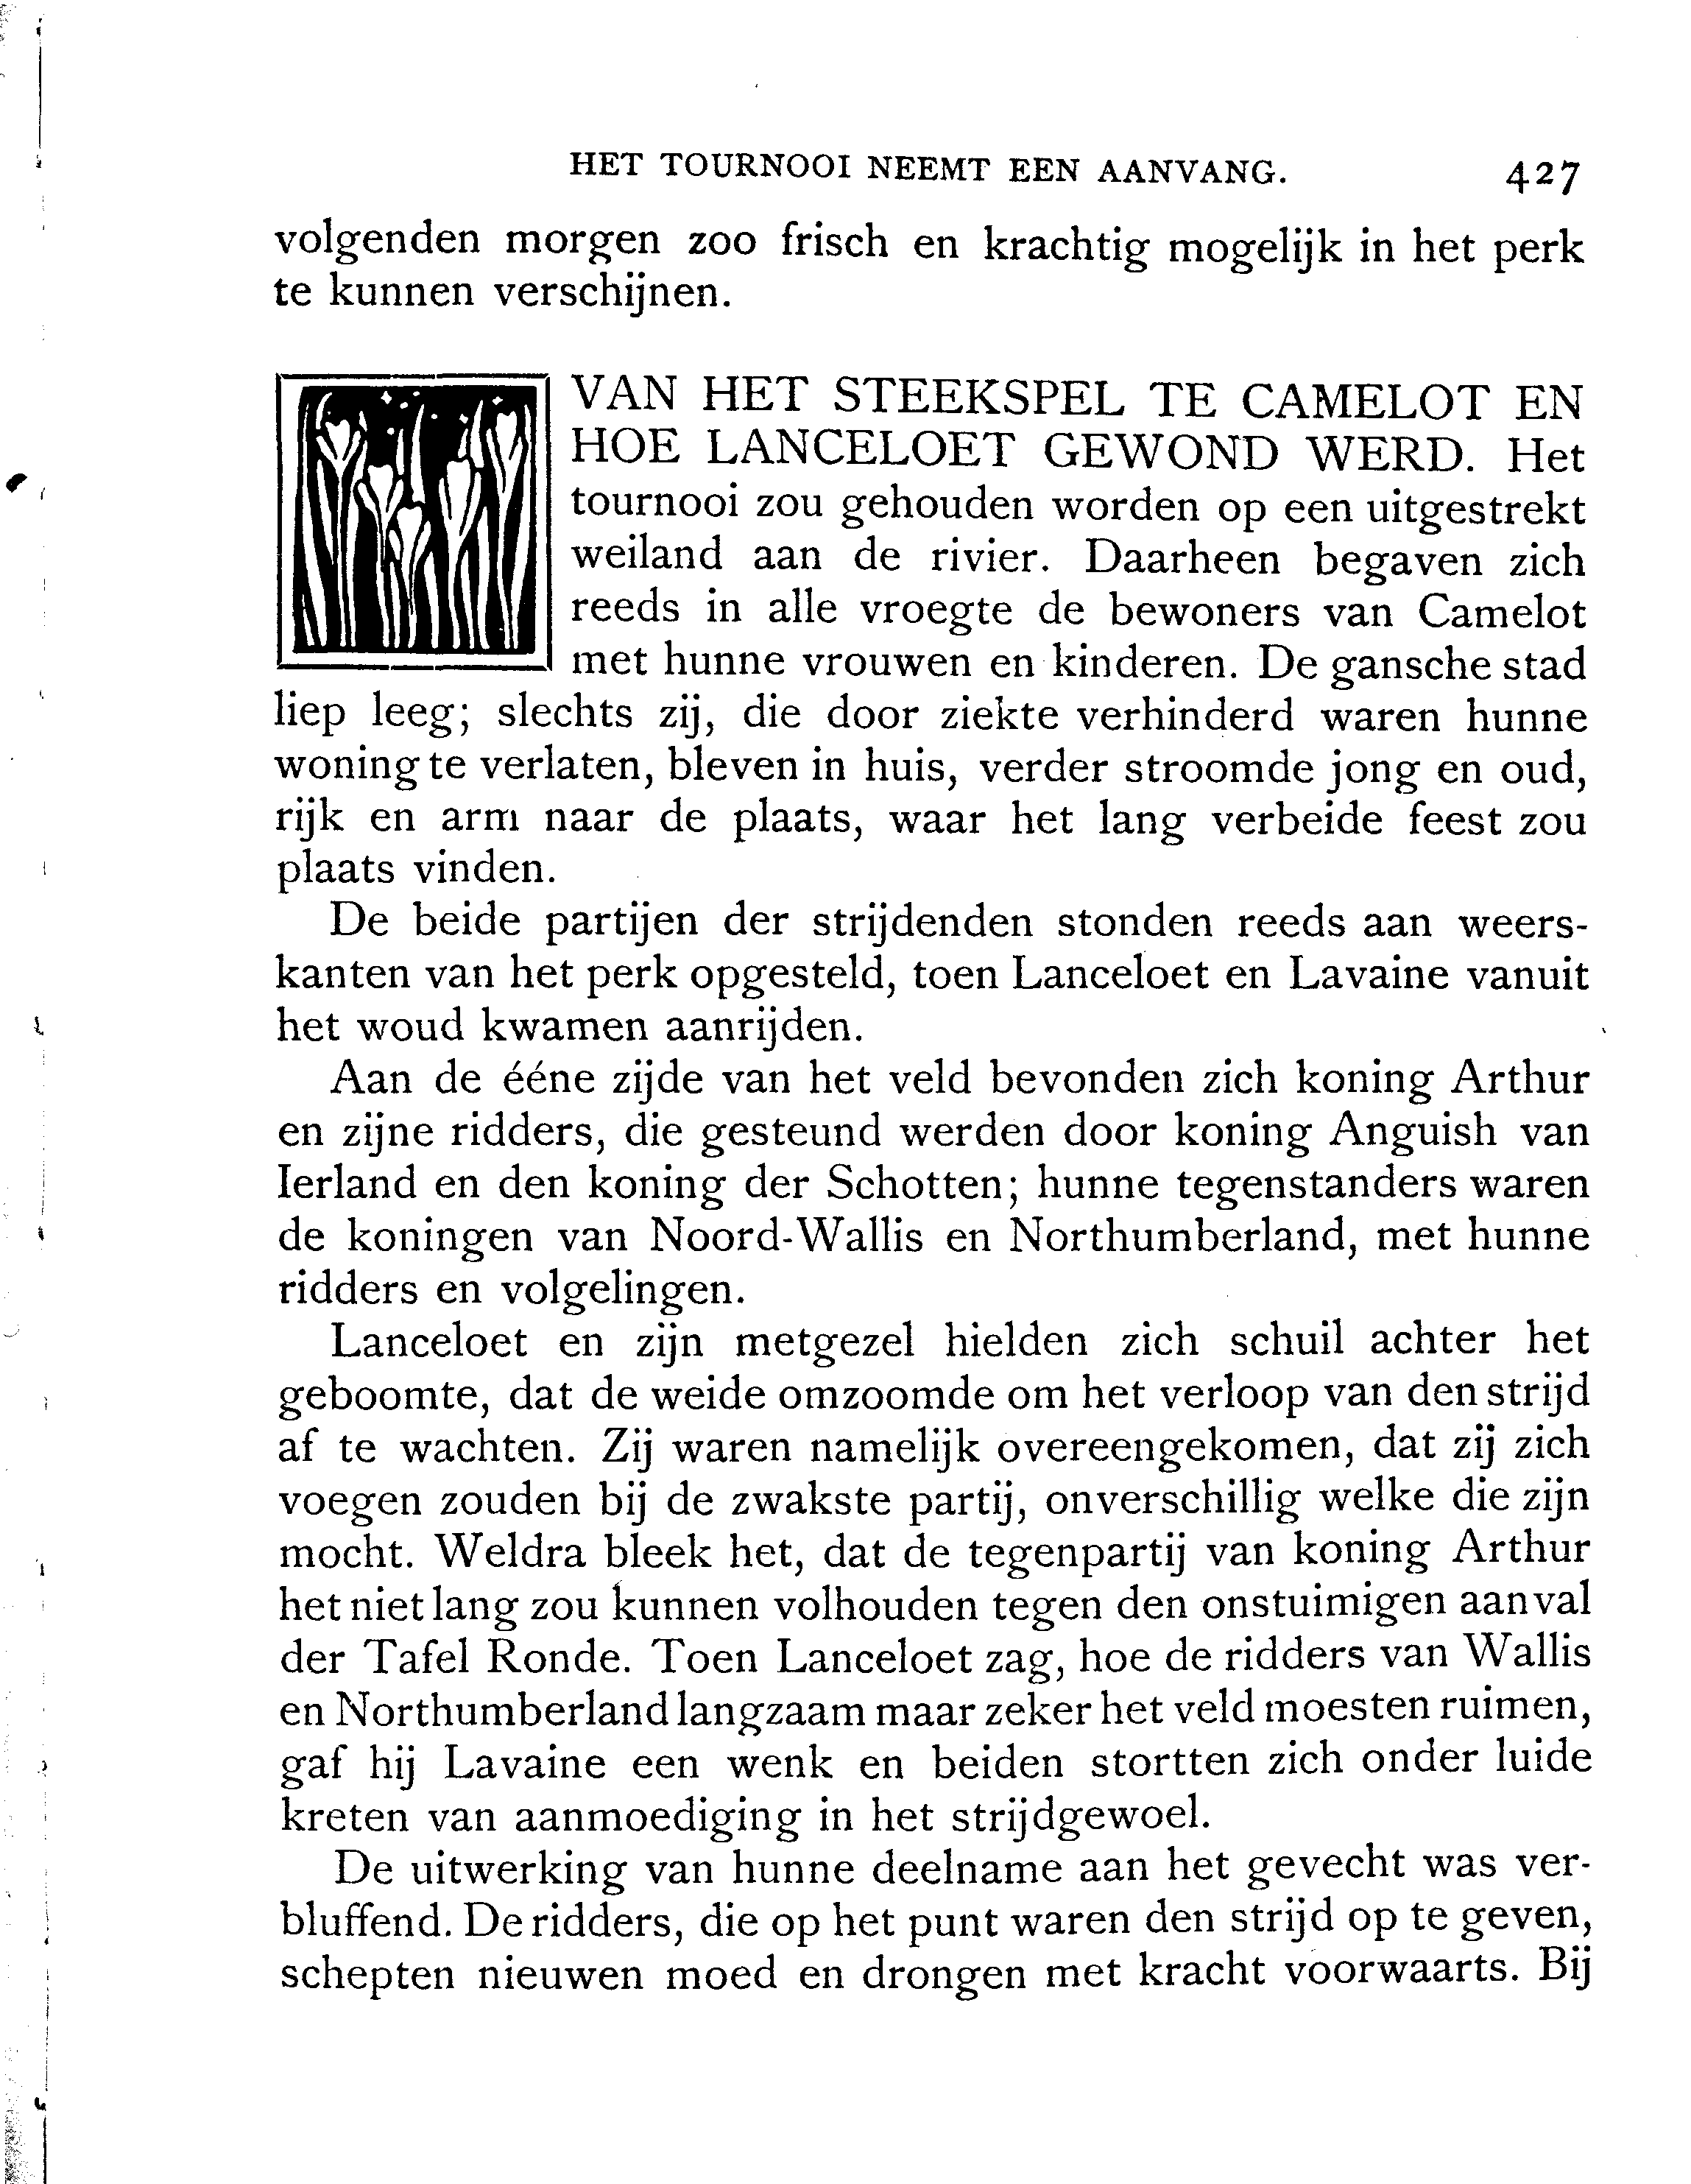 HET TOURNOOI NEEMT EEN AANVANG. 427
volgenden morgen zoo frisch en krachtig mogelijk in het perk
te kunnen verschijnen.
VAN HET STEEKSPEL TE CAMELOT EN
HOE LANCELOET GEWOND WERD. Het
tournooi zou gehouden worden op een uitgestrekt
weiland aan de rivier. Daarheen begaven zich
reeds in alle vroegte de bewoners van Camelot
met hunne vrouwen en kinderen. De gansche stad
liep leeg; slechts zij, die door ziekte verhinderd waren hunne
woning te verlaten, bleven in huis, verder stroomde jong en oud,
rijk en arm naar de plaats, waar het lang verbeide feest zou
plaats vinden.
De beide partijen der strijdenden stonden reeds aan weers-
kanten van het perk opgesteld, toen Lanceloet en Lavaine vanuit
het woud kwamen aanrijden.
Aan de ééne zijde van het veld bevonden zich koning Arthur
en zijne ridders, die gesteund werden door koning Anguish van
Ierland en den koning der Schotten; hunne tegenstanders waren
de koningen van Noord-Wallis en Northumberland, met hunne
ridders en volgelingen.
Lanceloet en zijn metgezel hielden zich schuil achter het
geboomte, dat de weide omzoomde om het verloop van den strijd
af te wachten. Zij waren namelijk overeengekomen, dat zij zich
voegen zouden bij de zwakste partij, onverschillig welke die zijn
mocht. Weldra bleek het, dat de tegenpartij van koning Arthur
het niet lang zou kunnen volhouden tegen den onstuimigen aanval
der Tafel Ronde. Toen Lanceloet zag, hoe de ridders van Wallis
en Northumberland langzaam maar zeker het veld moesten ruimen,
gaf hij Lavaine een wenk en beiden stortten zich onder luide
kreten van aanmoediging in het strijdgewoel.
De uitwerking van hunne deelname aan het gevecht was ver-
bluffend. De ridders, die op het punt waren den strijd op te geven,
schepten nieuwen moed en drongen met kracht voorwaarts. Bij